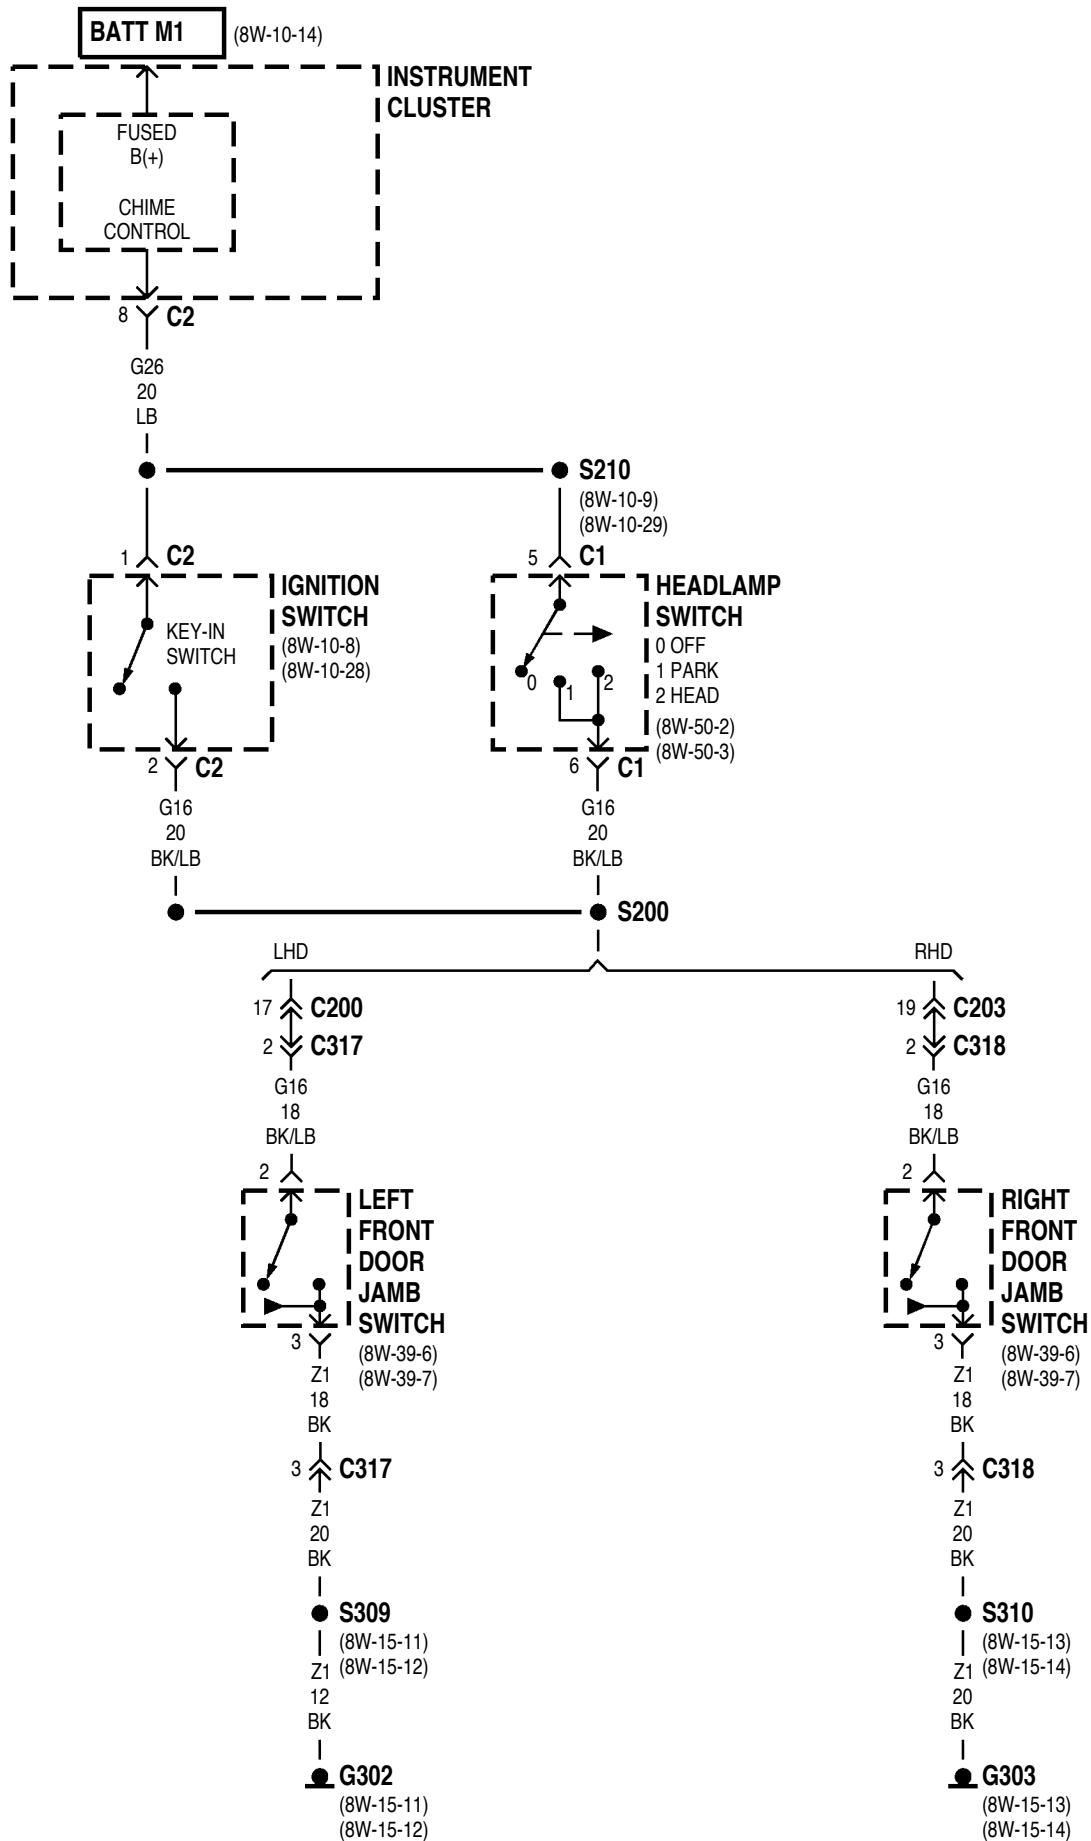 BATT M1 (8W-10-14)
INSTRUMENT
CLUSTER
FUSED
B(+)
CHIME
CONTROL
8 C2
G26
20
LB
S210
(8W-10-9)
(8W-10-29)
1 C2
IGNITION
SWITCH
(8W-10-8)
(8W-10-28)
KEY-IN
SWITCH
5 C1
HEADLAMP
SWITCH
0 OFF
1 PARK
2 HEAD
(8W-50-2)
(8W-50-3)
0
1
2
2 C2
G16
20
BK/LB
6 C1
G16
20
BK/LB
S200
LHD
RHD
17 C200
2 C317
G16
18
BK/LB
2
LEFT
FRONT
DOOR
JAMB
SWITCH
(8W-39-6)
(8W-39-7)
3
Z1
18
BK
3 C317
Z1
20
BK
S309
(8W-15-11)
(8W-15-12)
Z1
12
BK
G302
(8W-15-11)
(8W-15-12)
19 C203
2 C318
G16
18
BK/LB
2
RIGHT
FRONT
DOOR
JAMB
SWITCH
(8W-39-6)
(8W-39-7)
3
Z1
18
BK
3 C318
Z1
20
BK
S310
(8W-15-13)
(8W-15-14)
Z1
20
BK
G303
(8W-15-13)
(8W-15-14)